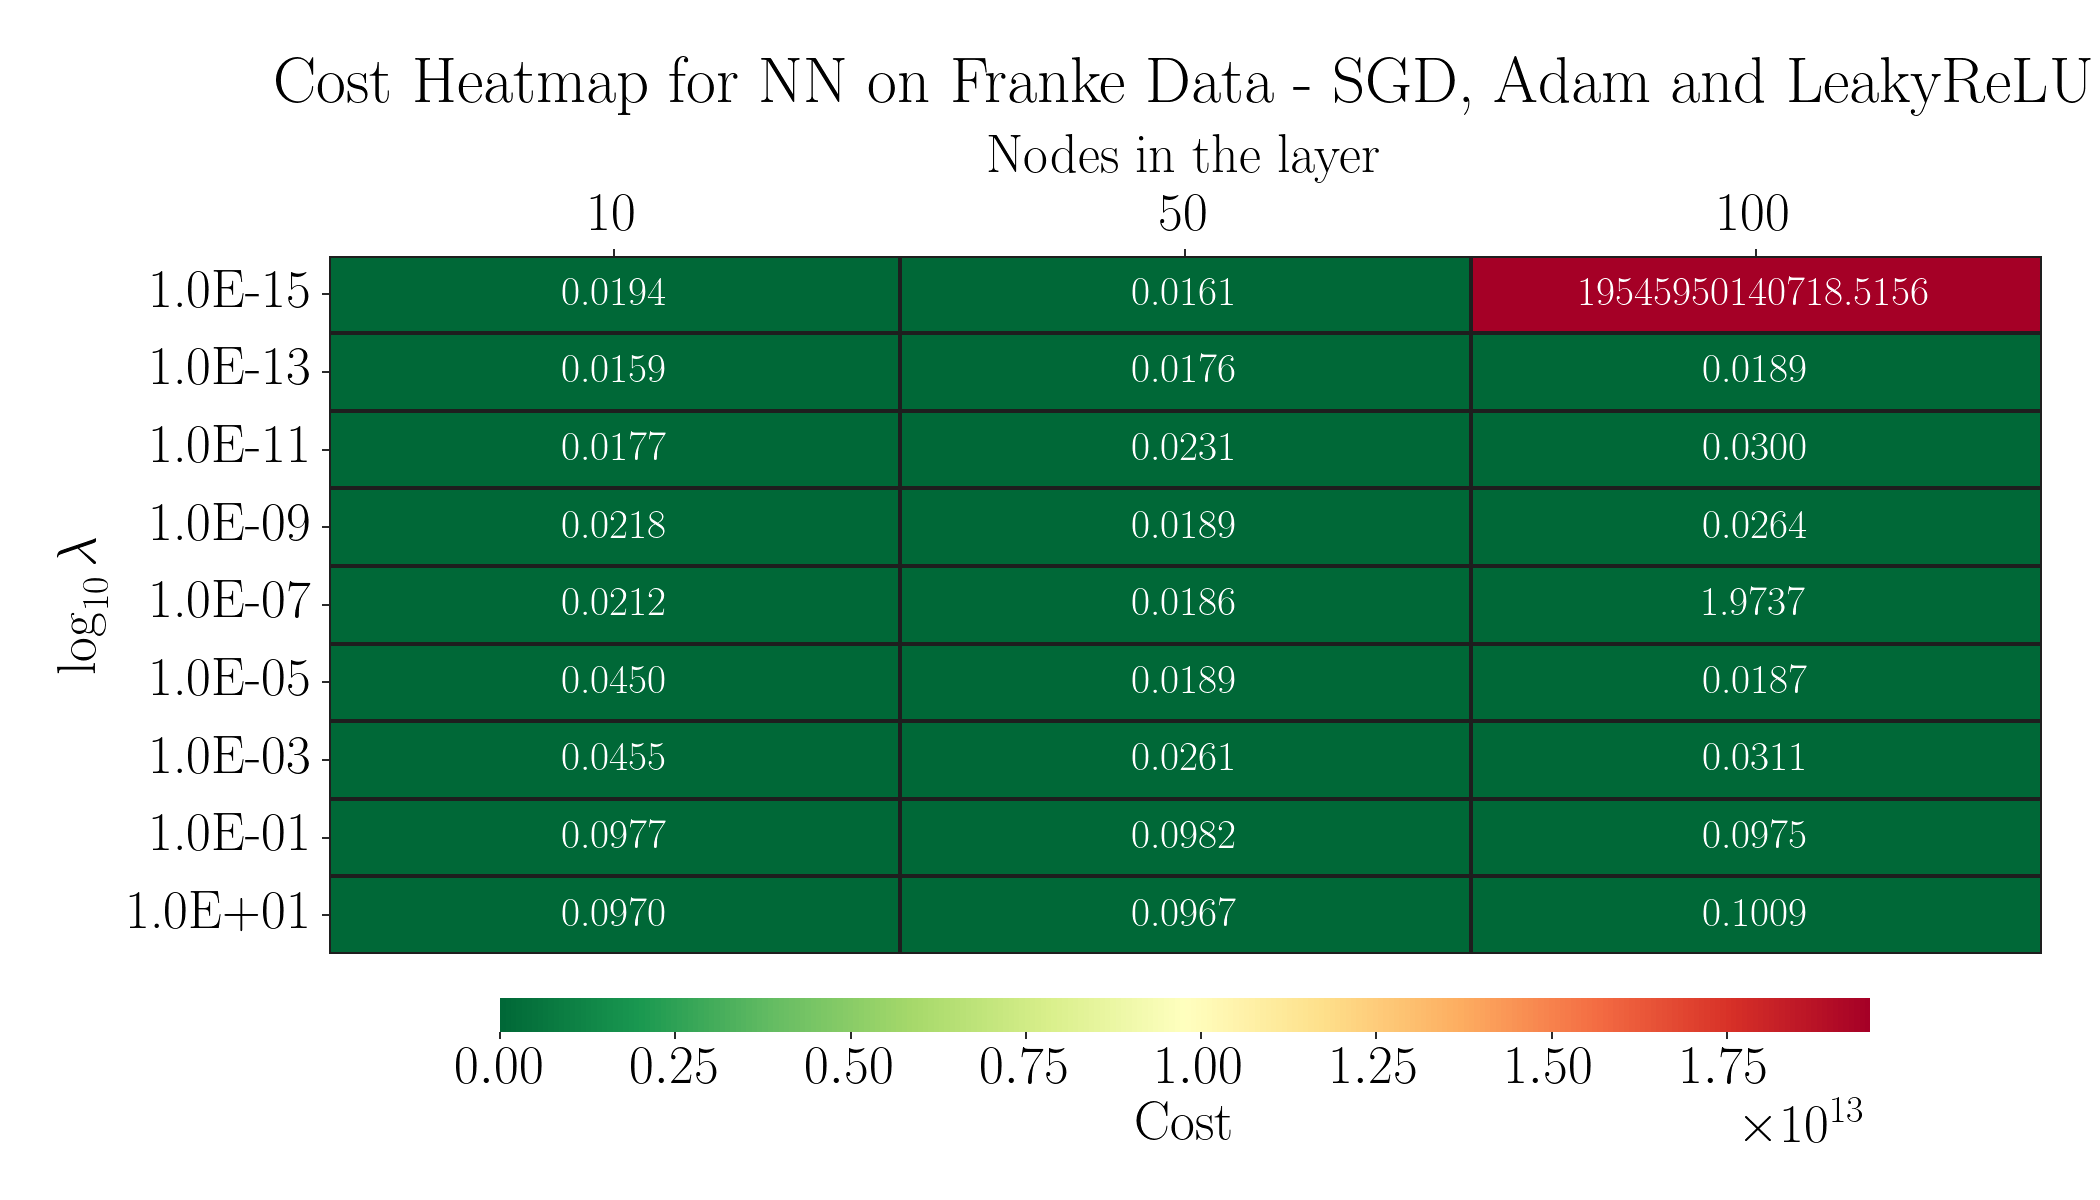 Cost Heatmap for NN on Franke Data - SGD, Adam and LeakyReLU
Nodes in the layer
10 50 100
1.0E-15 0.0194 0.0161 19545950140718.5156
1.0E-13 0.0159 0.0176 0.0189
1.0E-11 0.0177 0.0231 0.0300
1.0E-09 0.0218 0.0189 0.0264
1.0E-07 0.0212 0.0186 1.9737
1.0E-05 0.0450 0.0189 0.0187
1.0E-03 0.0455 0.0261 0.0311
1.0E-01 0.0977 0.0982 0.0975
1.0E+01 0.0970 0.0967 0.1009
log₁₀ λ
0.00 0.25 0.50 0.75 1.00 1.25 1.50 1.75
Cost
×10¹³